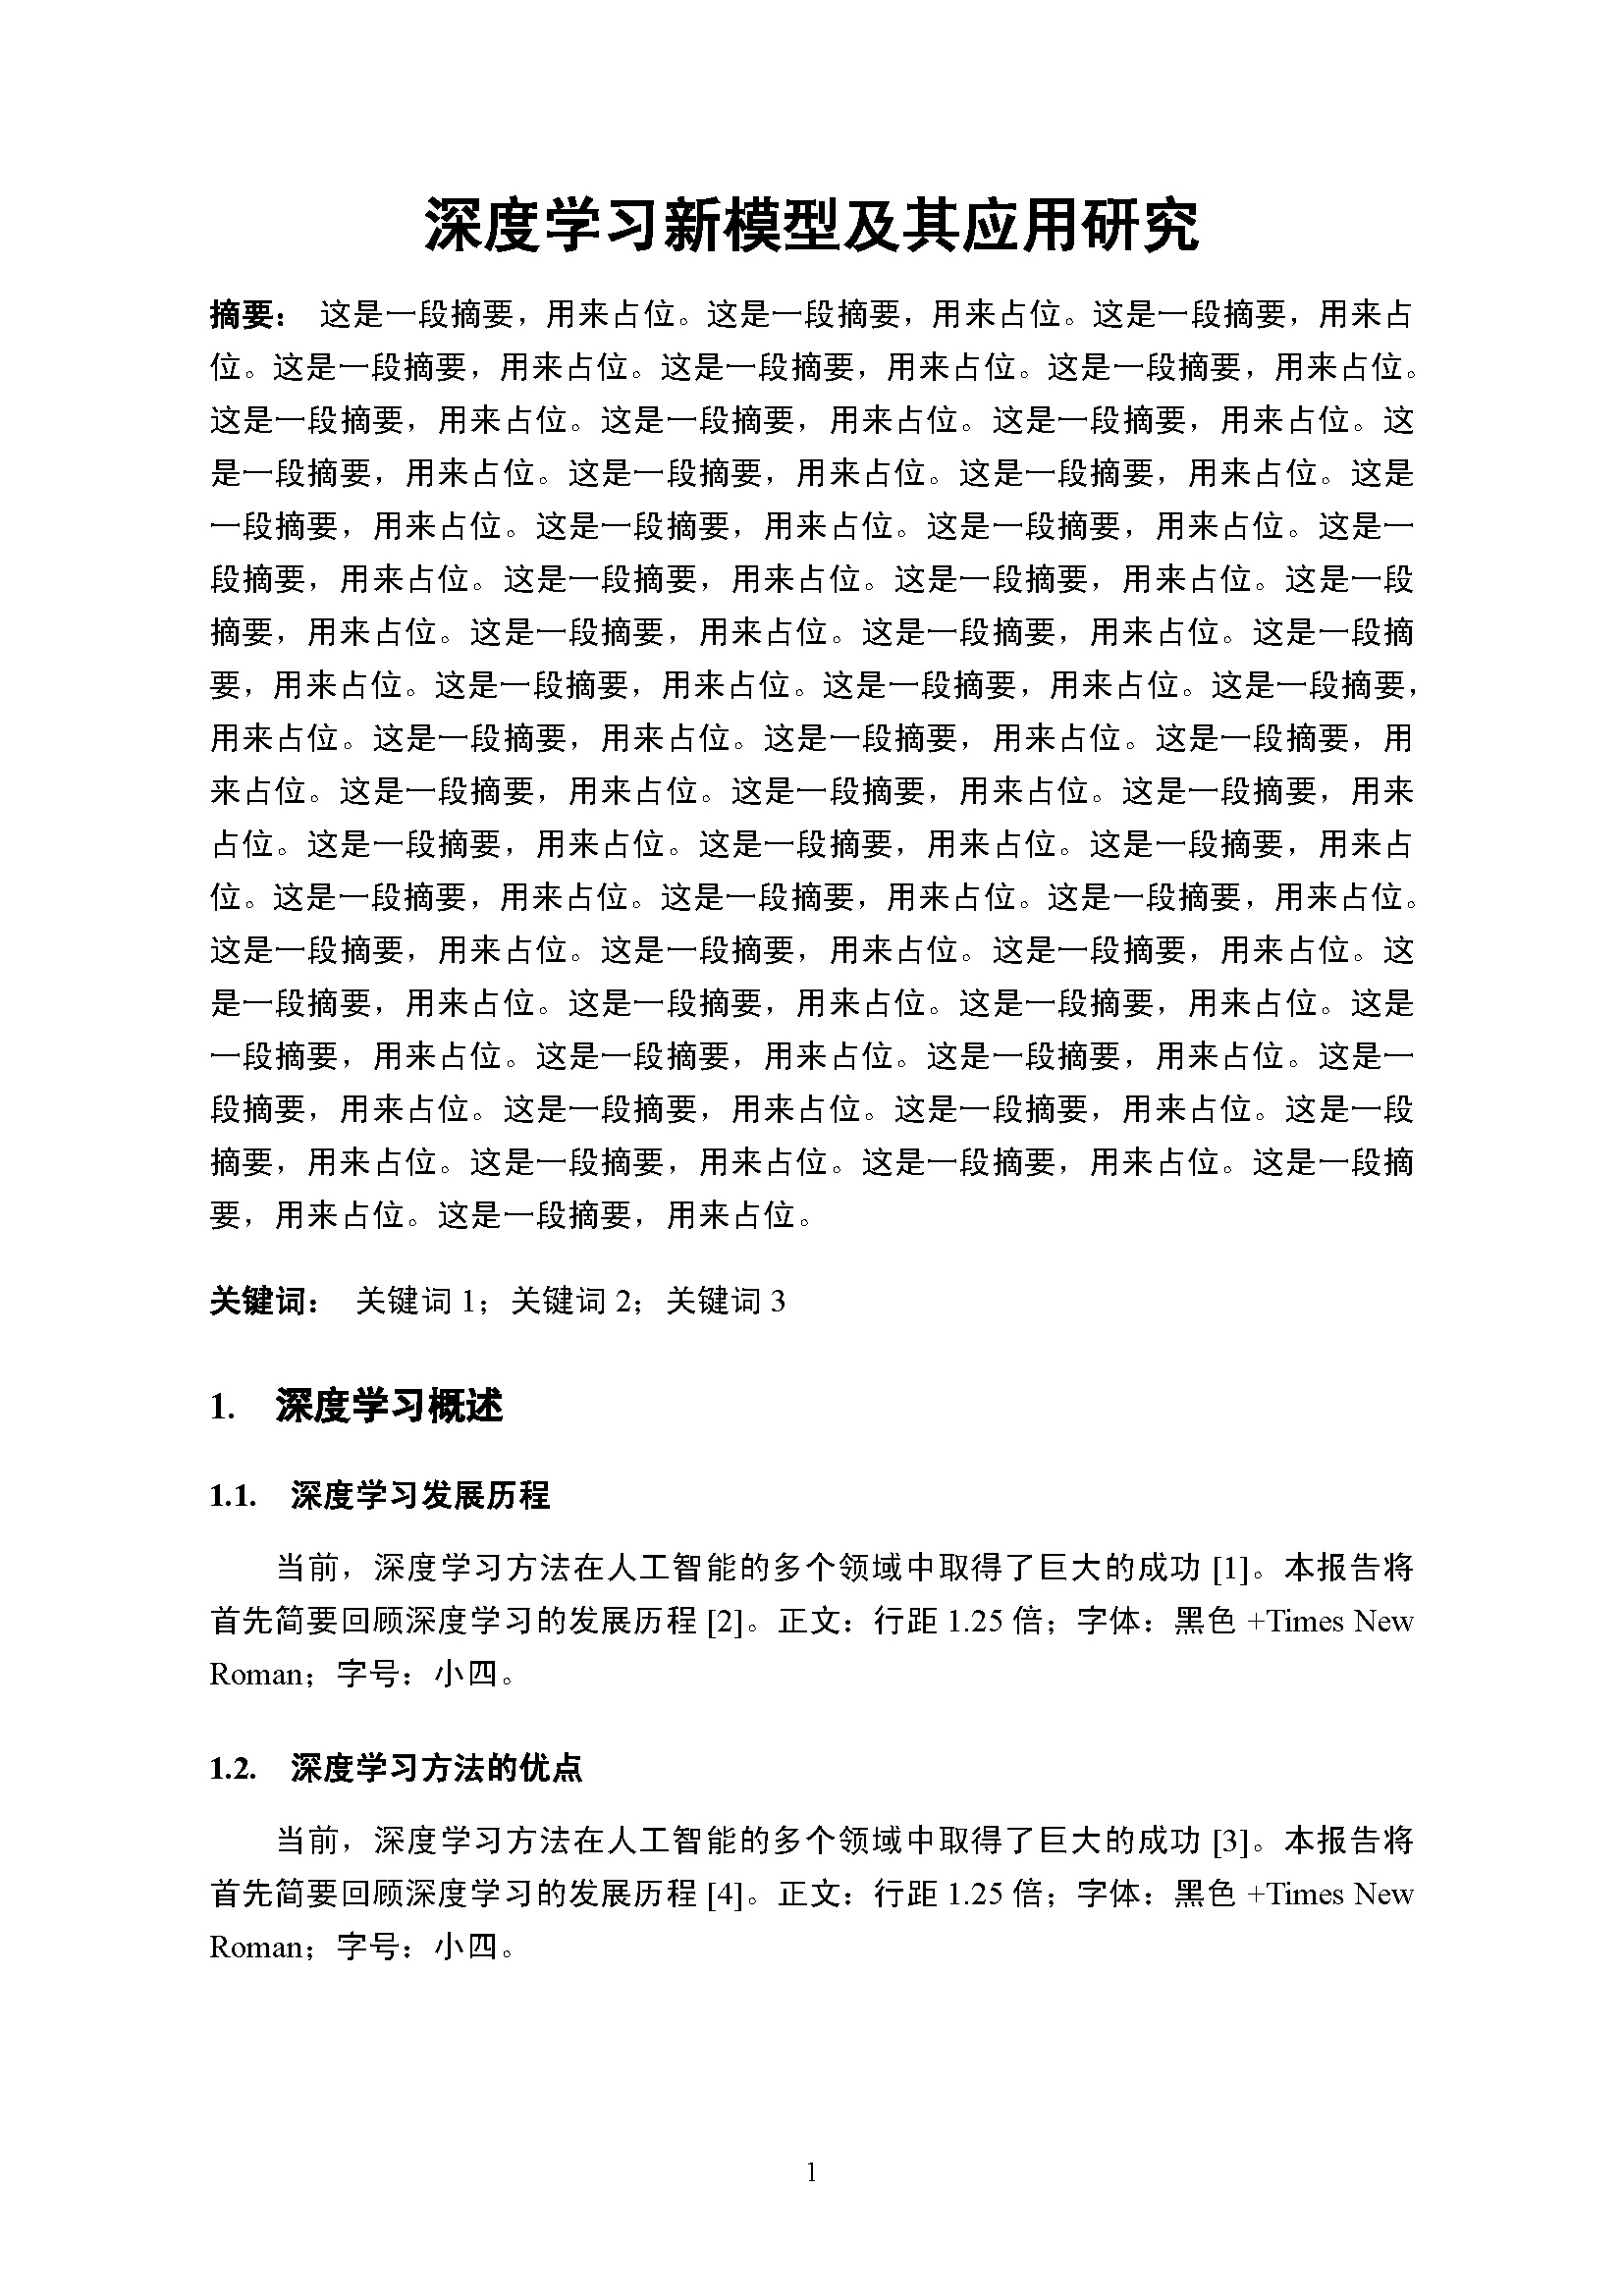 深度学习新模型及其应用研究
摘要： 这是一段摘要，用来占位。这是一段摘要，用来占位。这是一段摘要，用来占
位。这是一段摘要，用来占位。这是一段摘要，用来占位。这是一段摘要，用来占位。
这是一段摘要，用来占位。这是一段摘要，用来占位。这是一段摘要，用来占位。这
是一段摘要，用来占位。这是一段摘要，用来占位。这是一段摘要，用来占位。这是
一段摘要，用来占位。这是一段摘要，用来占位。这是一段摘要，用来占位。这是一
段摘要，用来占位。这是一段摘要，用来占位。这是一段摘要，用来占位。这是一段
摘要，用来占位。这是一段摘要，用来占位。这是一段摘要，用来占位。这是一段摘
要，用来占位。这是一段摘要，用来占位。这是一段摘要，用来占位。这是一段摘要，
用来占位。这是一段摘要，用来占位。这是一段摘要，用来占位。这是一段摘要，用
来占位。这是一段摘要，用来占位。这是一段摘要，用来占位。这是一段摘要，用来
占位。这是一段摘要，用来占位。这是一段摘要，用来占位。这是一段摘要，用来占
位。这是一段摘要，用来占位。这是一段摘要，用来占位。这是一段摘要，用来占位。
这是一段摘要，用来占位。这是一段摘要，用来占位。这是一段摘要，用来占位。这
是一段摘要，用来占位。这是一段摘要，用来占位。这是一段摘要，用来占位。这是
一段摘要，用来占位。这是一段摘要，用来占位。这是一段摘要，用来占位。这是一
段摘要，用来占位。这是一段摘要，用来占位。这是一段摘要，用来占位。这是一段
摘要，用来占位。这是一段摘要，用来占位。这是一段摘要，用来占位。这是一段摘
要，用来占位。这是一段摘要，用来占位。
关键词： 关键词 1；关键词 2；关键词 3
1. 深度学习概述
1.1. 深度学习发展历程
当前，深度学习方法在人工智能的多个领域中取得了巨大的成功 [1]。本报告将
首先简要回顾深度学习的发展历程 [2]。正文：行距 1.25 倍；字体：黑色 +Times New
Roman；字号：小四。
1.2. 深度学习方法的优点
当前，深度学习方法在人工智能的多个领域中取得了巨大的成功 [3]。本报告将
首先简要回顾深度学习的发展历程 [4]。正文：行距 1.25 倍；字体：黑色 +Times New
Roman；字号：小四。
1